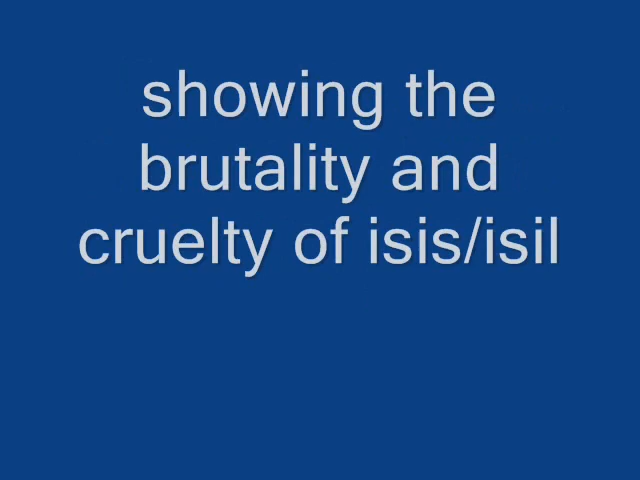 showing the
brutality and
cruelty of isis/isil